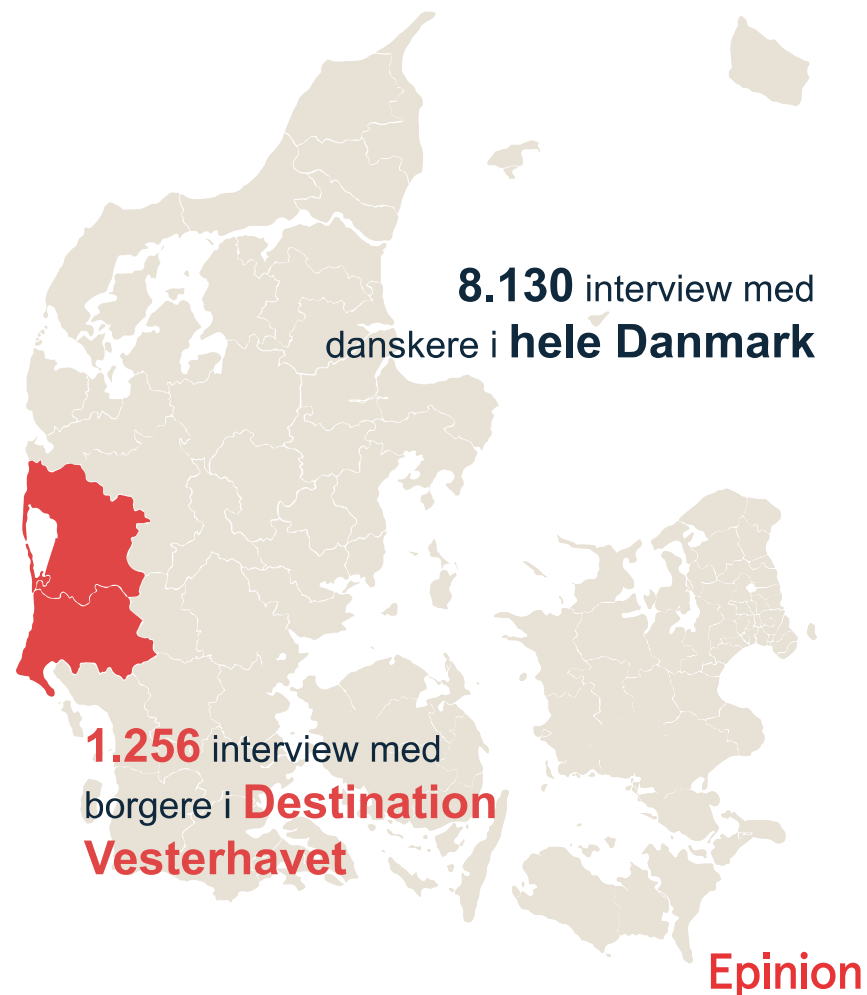 8.130 interview med
danskere i hele Danmark
1.256 interview med
borgere i Destination
Vesterhavet
Epinion